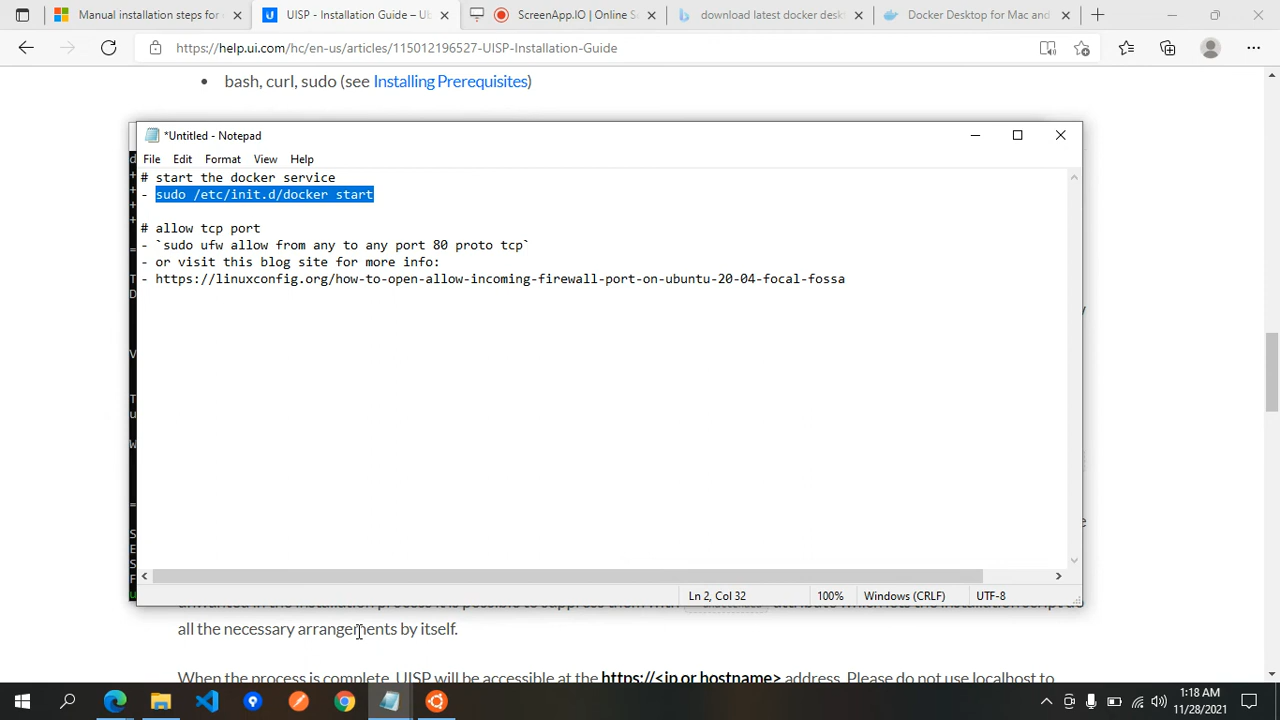 Manual installation steps for
UISP - Installation Guide – Ub
ScreenApp.IO | Online Sc
download latest docker desk
Docker Desktop for Mac and
https://help.ui.com/hc/en-us/articles/115012196527-UISP-Installation-Guide
• bash, curl, sudo (see Installing Prerequisites)
*Untitled - Notepad
File Edit Format View Help
# start the docker service
- sudo /etc/init.d/docker start
# allow tcp port
- `sudo ufw allow from any to any port 80 proto tcp`
- or visit this blog site for more info:
- https://linuxconfig.org/how-to-open-allow-incoming-firewall-port-on-ubuntu-20-04-focal-fossa
Ln 2, Col 32 100% Windows (CRLF) UTF-8
all the necessary arrangements by itself.
When the process is complete, UISP will be accessible at the https://<ip or hostname> address. Please do not use localhost to
1:18 AM
11/28/2021